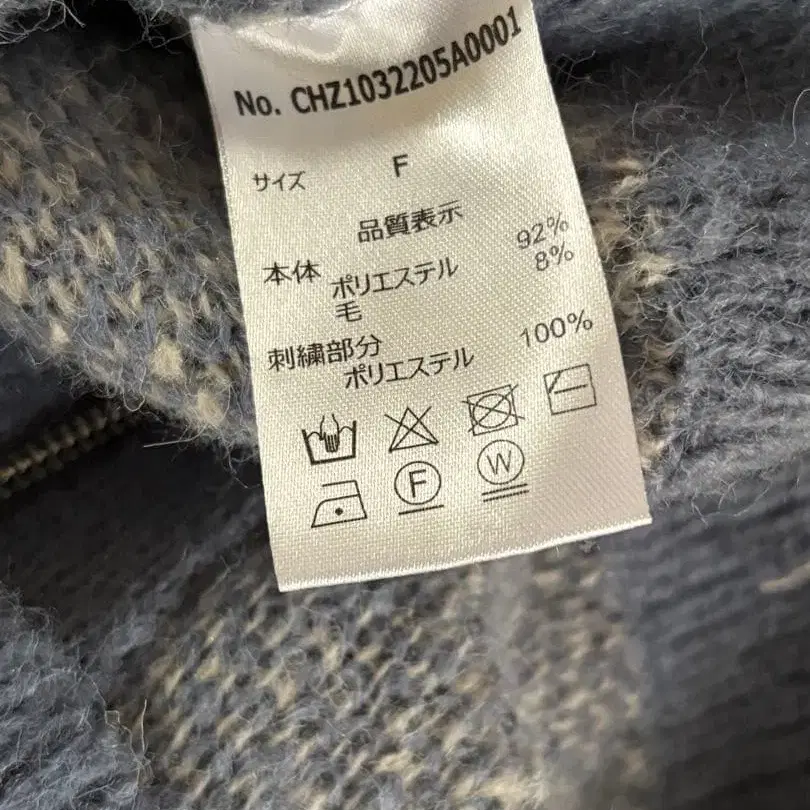 No. CHZ1032205A0001
サイズ F
品質表示
本体 ポリエステル 92%
毛 8%
刺繍部分
ポリエステル 100%
F W